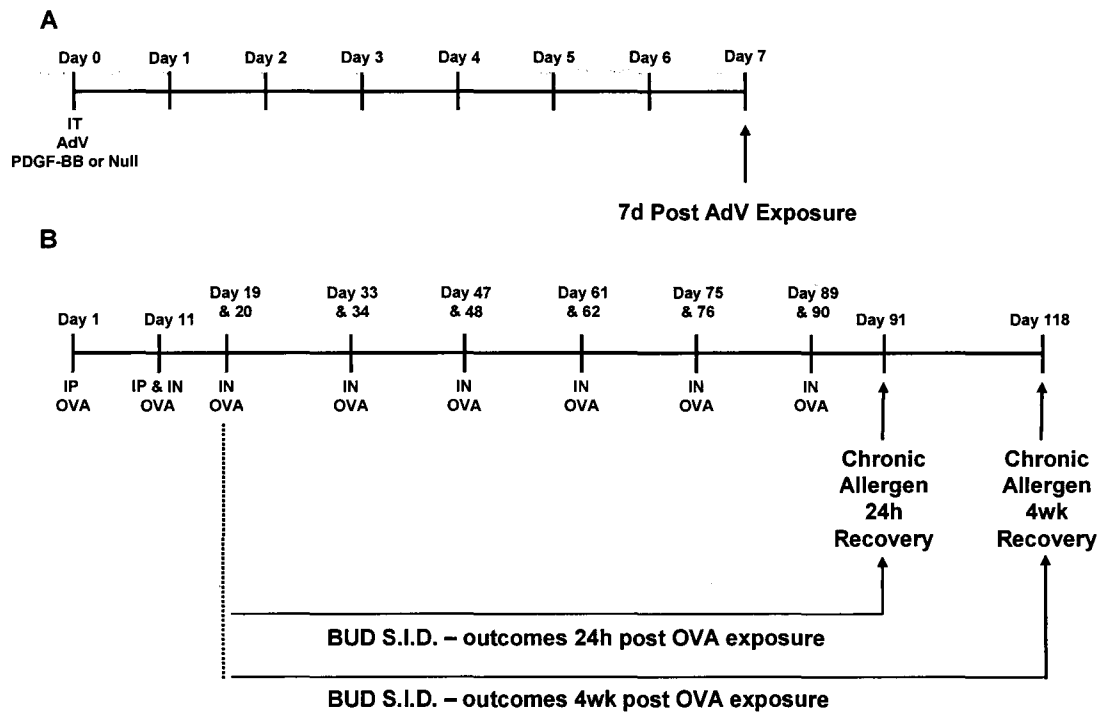 A
Day 0 Day 1 Day 2 Day 3 Day 4 Day 5 Day 6 Day 7
IT
AdV
PDGF-BB or Null
7d Post AdV Exposure
B
Day 19 Day 33 Day 47 Day 61 Day 75 Day 89
& 20 & 34 & 48 & 62 & 76 & 90
Day 1 Day 11 Day 91 Day 118
IP IP & IN IN IN IN IN IN IN
OVA OVA OVA OVA OVA OVA OVA OVA
Chronic Chronic
Allergen Allergen
24h 4wk
Recovery Recovery
BUD S.I.D. – outcomes 24h post OVA exposure
BUD S.I.D. – outcomes 4wk post OVA exposure